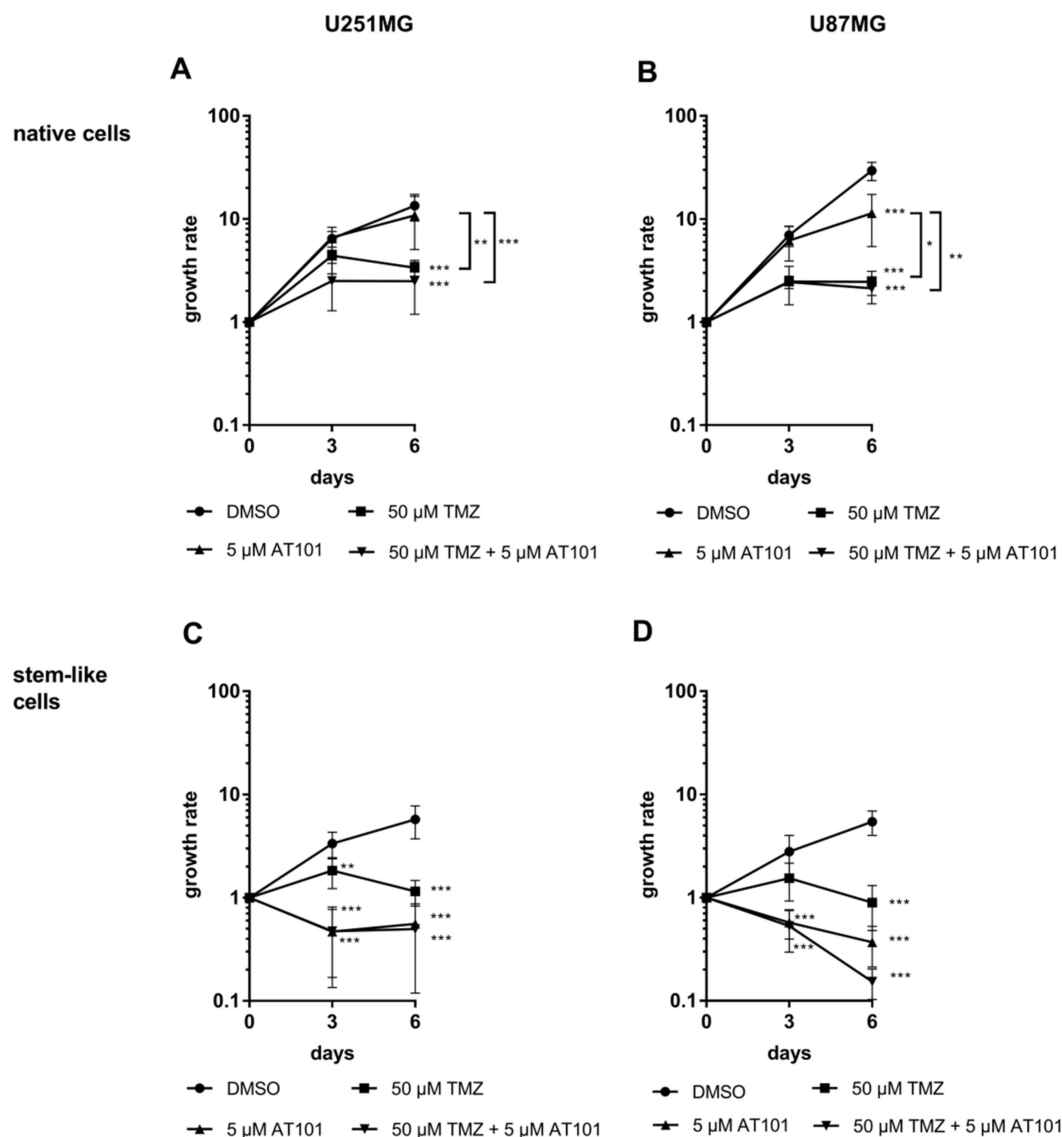 U251MG
U87MG
native cells
A
growth rate
100
10
1
0.1
**
***
***
***
0
3
6
days
DMSO
50 µM TMZ
5 µM AT101
50 µM TMZ + 5 µM AT101
B
growth rate
100
10
1
0.1
***
*
**
***
***
0
3
6
days
DMSO
50 µM TMZ
5 µM AT101
50 µM TMZ + 5 µM AT101
stem-like
cells
C
growth rate
100
10
1
0.1
**
***
***
***
***
***
0
3
6
days
DMSO
50 µM TMZ
5 µM AT101
50 µM TMZ + 5 µM AT101
D
growth rate
100
10
1
0.1
***
***
***
***
***
0
3
6
days
DMSO
50 µM TMZ
5 µM AT101
50 µM TMZ + 5 µM AT101